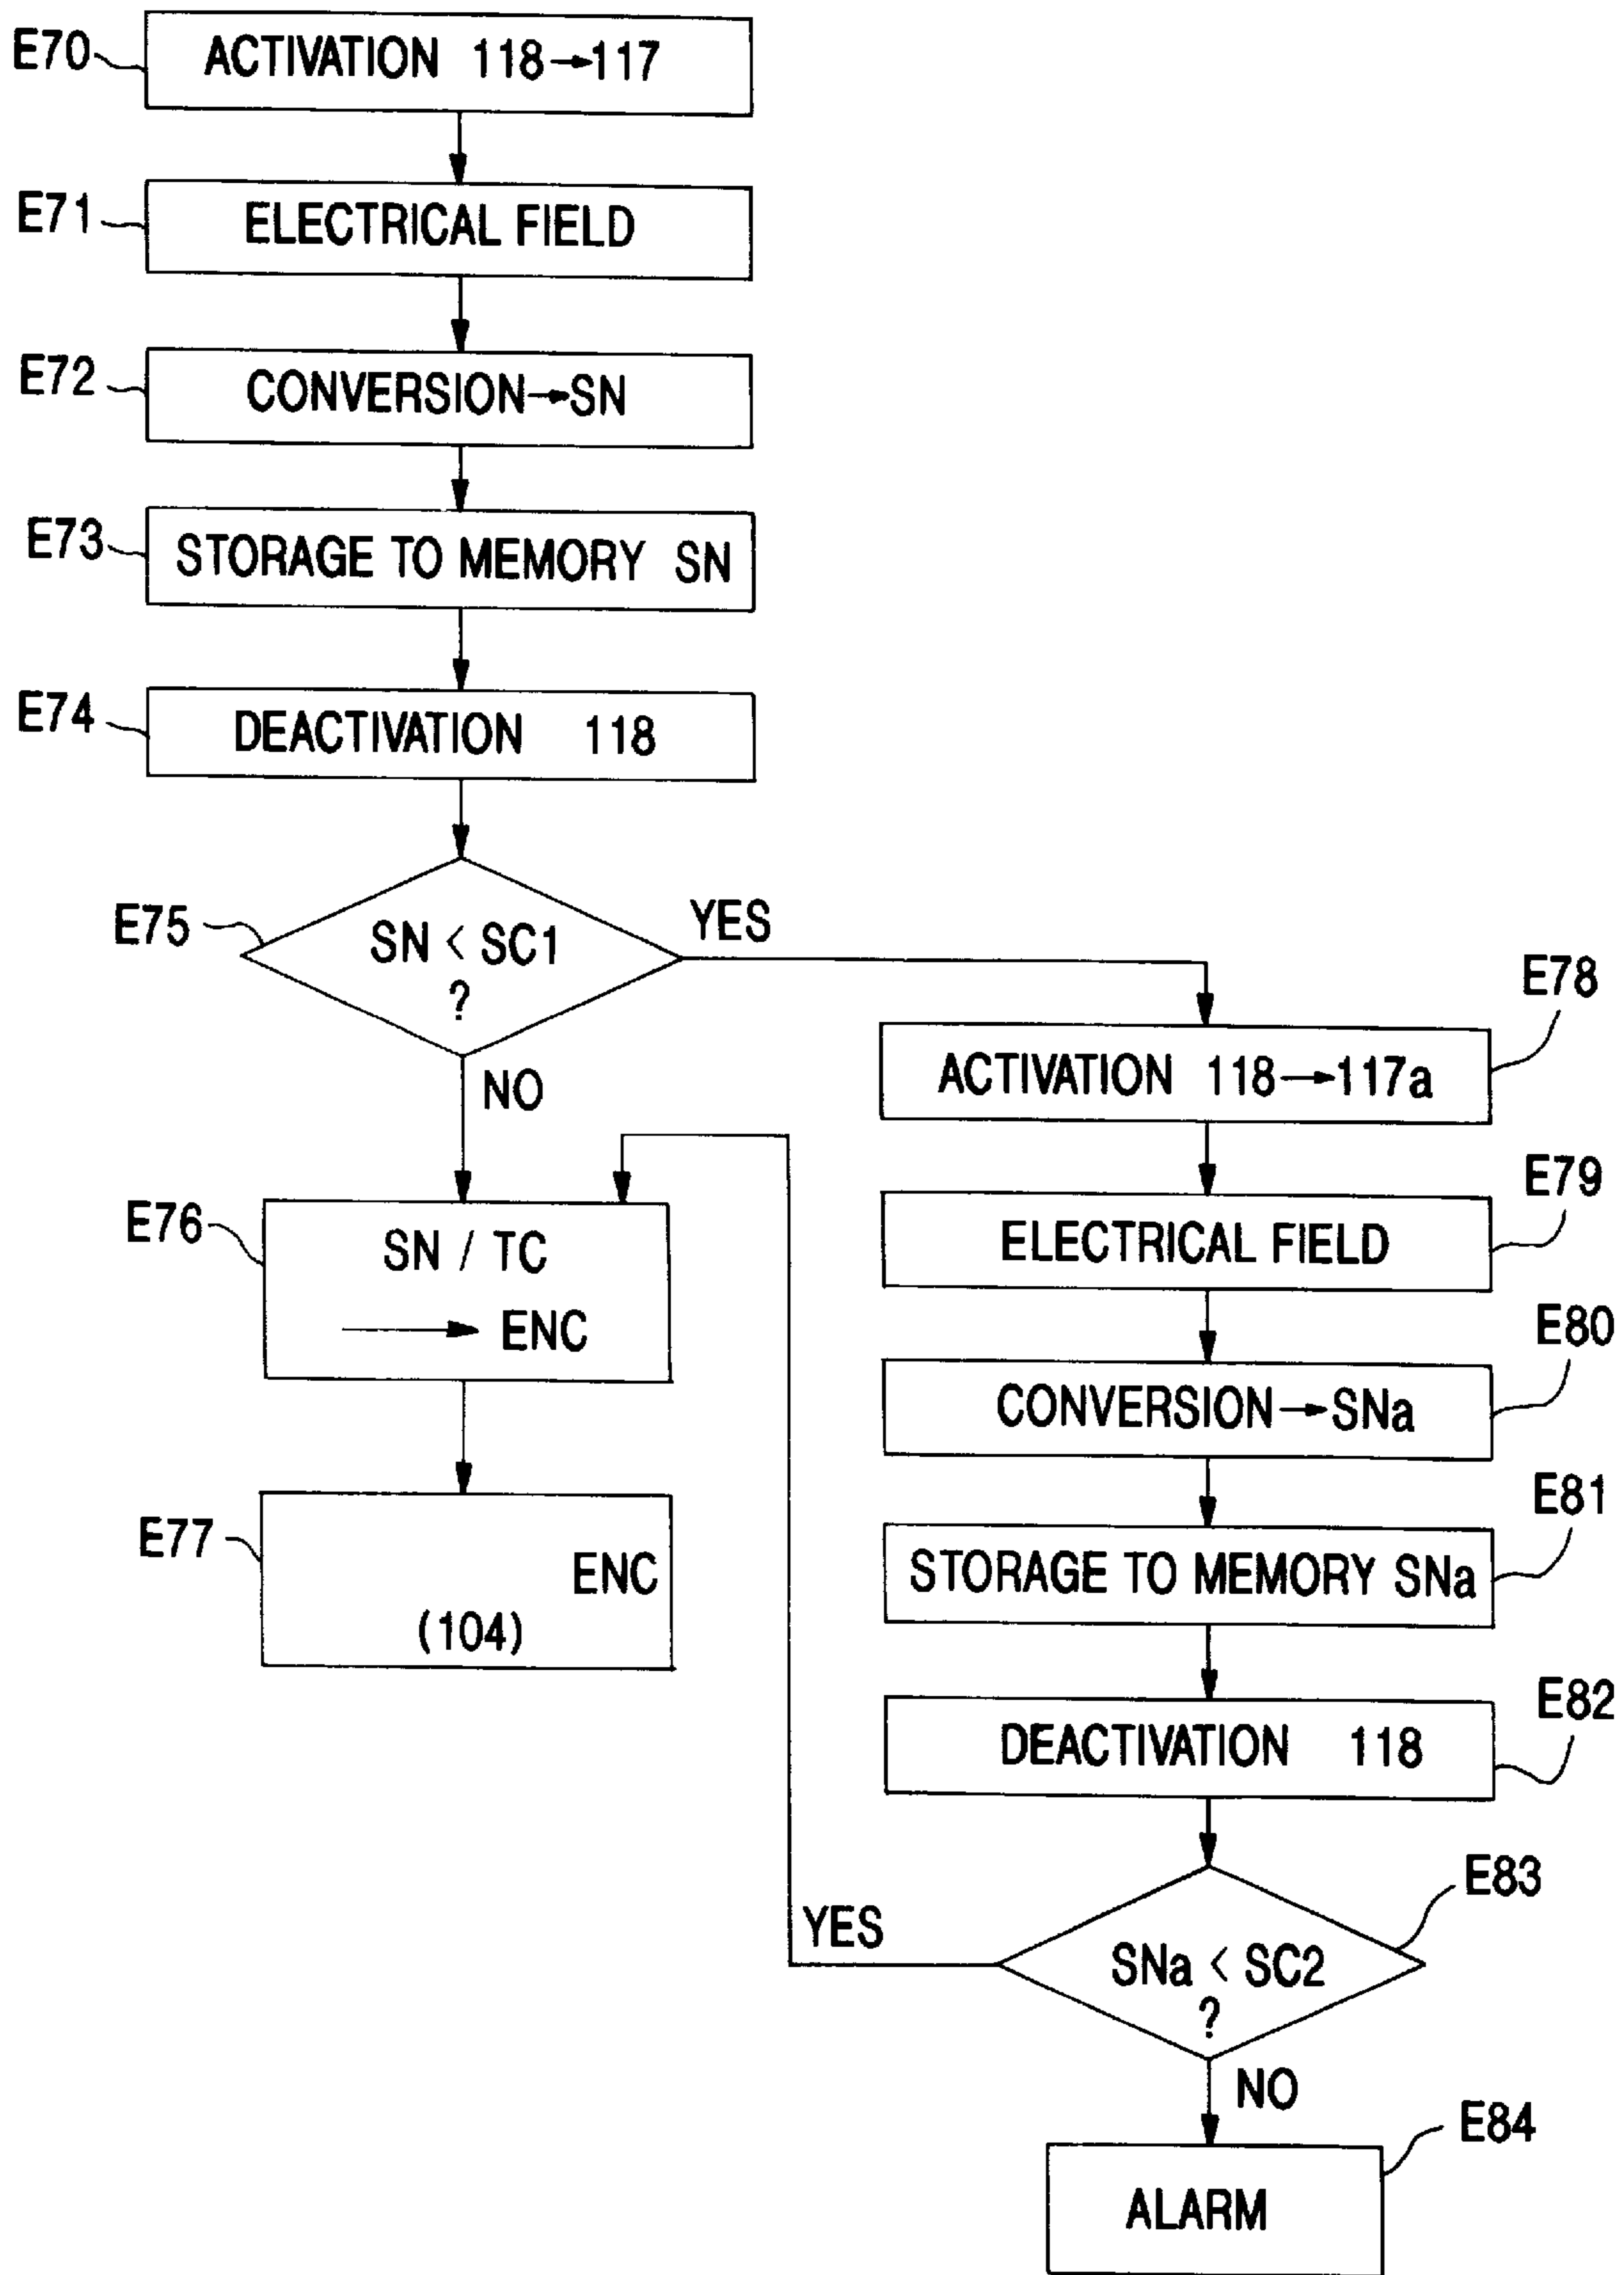 E70
ACTIVATION 118→117
E71
ELECTRICAL FIELD
E72
CONVERSION→SN
E73
STORAGE TO MEMORY SN
E74
DEACTIVATION 118
E75
SN < SC1
?
YES
NO
E76
SN / TC
→ ENC
E77
ENC
(104)
E78
ACTIVATION 118→117a
E79
ELECTRICAL FIELD
E80
CONVERSION→SNa
E81
STORAGE TO MEMORY SNa
E82
DEACTIVATION 118
E83
SNa < SC2
?
YES
NO
E84
ALARM